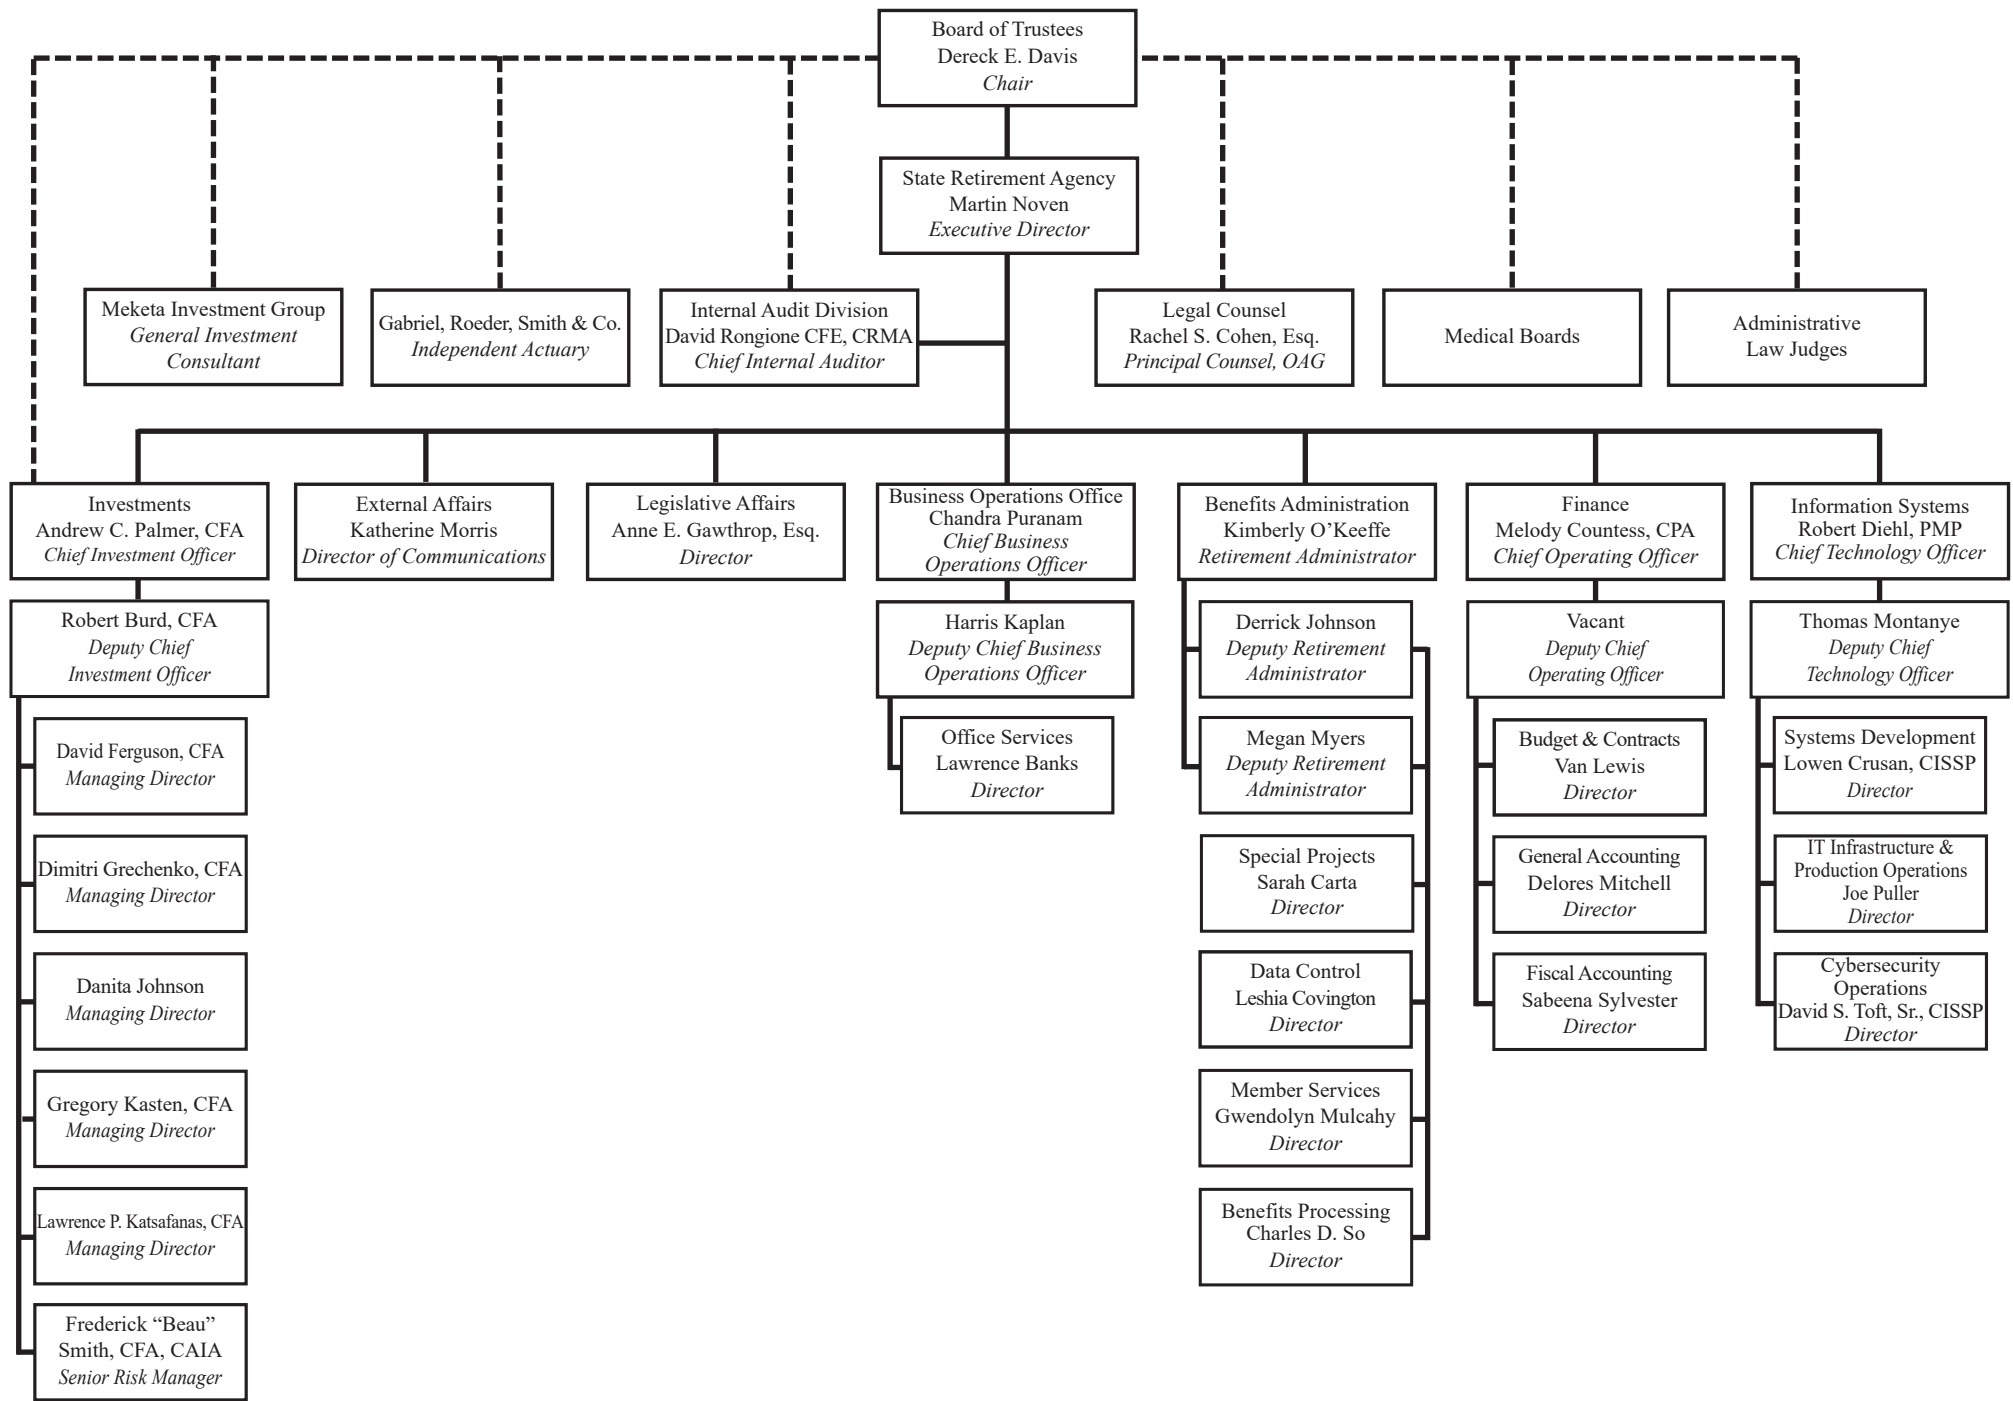 Board of Trustees
Dereck E. Davis
Chair
State Retirement Agency
Martin Noven
Executive Director
Meketa Investment Group
General Investment
Consultant
Gabriel, Roeder, Smith & Co.
Independent Actuary
Internal Audit Division
David Rongione CFE, CRMA
Chief Internal Auditor
Legal Counsel
Rachel S. Cohen, Esq.
Principal Counsel, OAG
Medical Boards
Administrative
Law Judges
Investments
Andrew C. Palmer, CFA
Chief Investment Officer
External Affairs
Katherine Morris
Director of Communications
Legislative Affairs
Anne E. Gawthrop, Esq.
Director
Business Operations Office
Chandra Puranam
Chief Business
Operations Officer
Benefits Administration
Kimberly O’Keeffe
Retirement Administrator
Finance
Melody Countess, CPA
Chief Operating Officer
Information Systems
Robert Diehl, PMP
Chief Technology Officer
Robert Burd, CFA
Deputy Chief
Investment Officer
Harris Kaplan
Deputy Chief Business
Operations Officer
Derrick Johnson
Deputy Retirement
Administrator
Vacant
Deputy Chief
Operating Officer
Thomas Montanye
Deputy Chief
Technology Officer
David Ferguson, CFA
Managing Director
Office Services
Lawrence Banks
Director
Megan Myers
Deputy Retirement
Administrator
Budget & Contracts
Van Lewis
Director
Systems Development
Lowen Crusan, CISSP
Director
Dimitri Grechenko, CFA
Managing Director
Special Projects
Sarah Carta
Director
General Accounting
Delores Mitchell
Director
IT Infrastructure &
Production Operations
Joe Puller
Director
Danita Johnson
Managing Director
Data Control
Leshia Covington
Director
Fiscal Accounting
Sabeena Sylvester
Director
Cybersecurity
Operations
David S. Toft, Sr., CISSP
Director
Gregory Kasten, CFA
Managing Director
Member Services
Gwendolyn Mulcahy
Director
Lawrence P. Katsafanas, CFA
Managing Director
Benefits Processing
Charles D. So
Director
Frederick “Beau”
Smith, CFA, CAIA
Senior Risk Manager